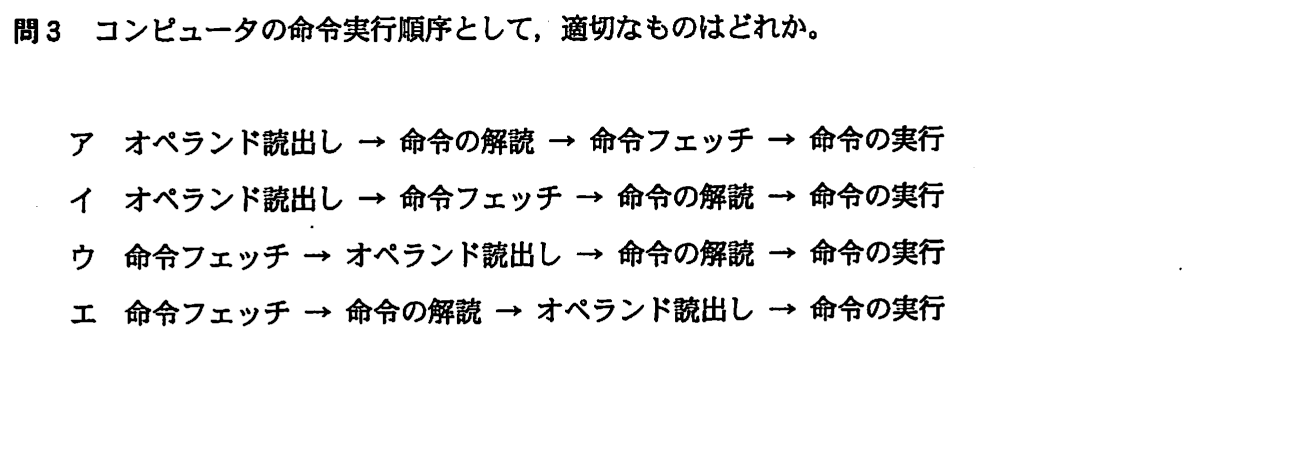 問3 コンピュータの命令実行順序として，適切なものはどれか。
ア オペランド読出し → 命令の解読 → 命令フェッチ → 命令の実行
イ オペランド読出し → 命令フェッチ → 命令の解読 → 命令の実行
ウ 命令フェッチ → オペランド読出し → 命令の解読 → 命令の実行
エ 命令フェッチ → 命令の解読 → オペランド読出し → 命令の実行